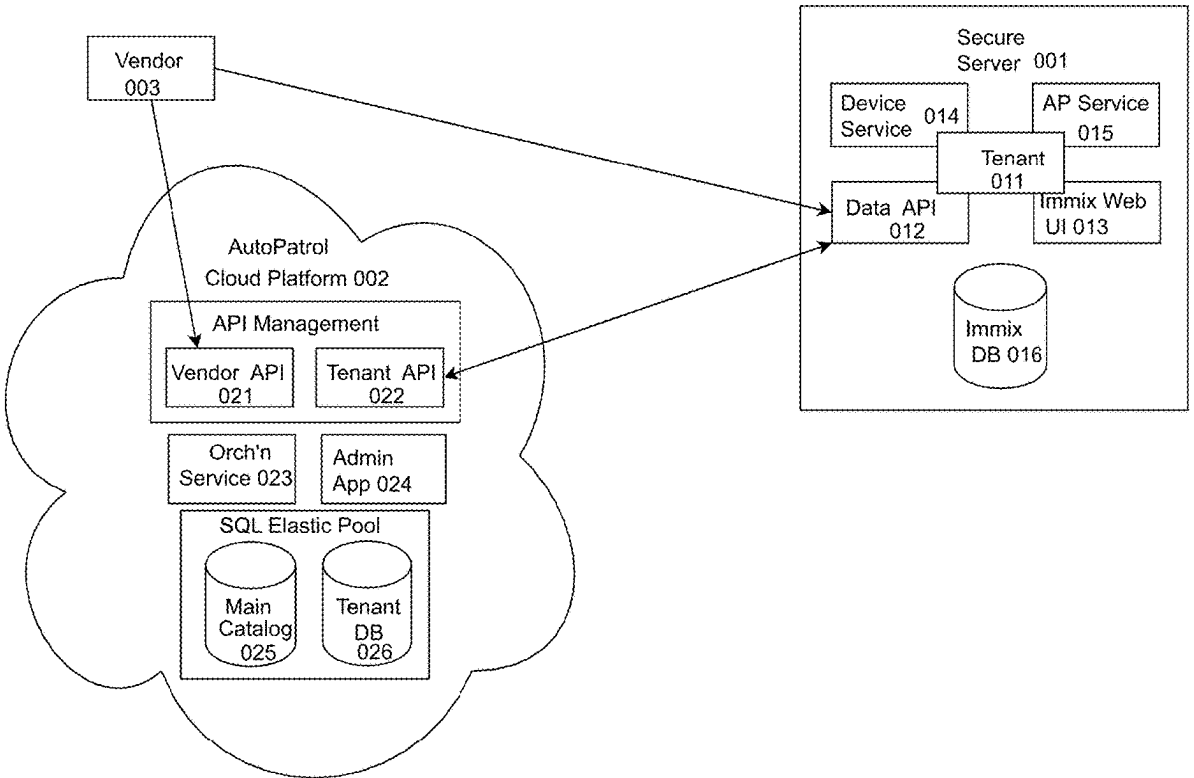 Vendor
003
Secure
Server 001
Device
Service 014
AP Service
015
Tenant
011
Data API
012
Immix Web
UI 013
Immix
DB 016
AutoPatrol
Cloud Platform 002
API Management
Vendor API
021
Tenant API
022
Orch'n
Service 023
Admin
App 024
SQL Elastic Pool
Main
Catalog
025
Tenant
DB
026